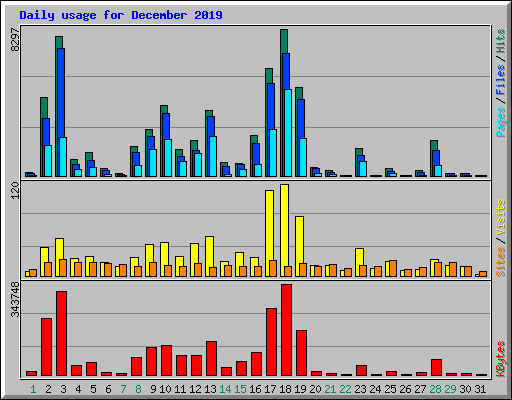 Daily usage for December 2019
8297
Pages / Files / Hits
120
Sites / Visits
343748
KBytes
1 2 3 4 5 6 7 8 9 10 11 12 13 14 15 16 17 18 19 20 21 22 23 24 25 26 27 28 29 30 31